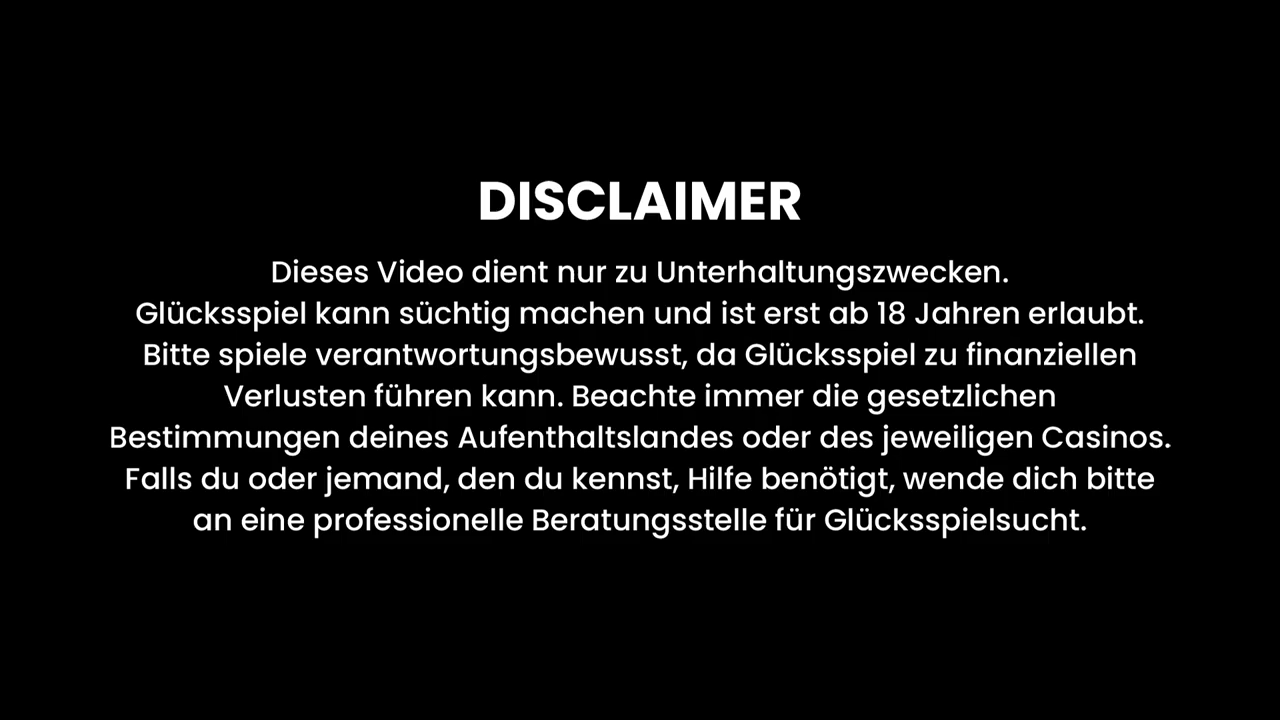 DISCLAIMER
Dieses Video dient nur zu Unterhaltungszwecken.
Glücksspiel kann süchtig machen und ist erst ab 18 Jahren erlaubt.
Bitte spiele verantwortungsbewusst, da Glücksspiel zu finanziellen
Verlusten führen kann. Beachte immer die gesetzlichen
Bestimmungen deines Aufenthaltslandes oder des jeweiligen Casinos.
Falls du oder jemand, den du kennst, Hilfe benötigt, wende dich bitte
an eine professionelle Beratungsstelle für Glücksspielsucht.